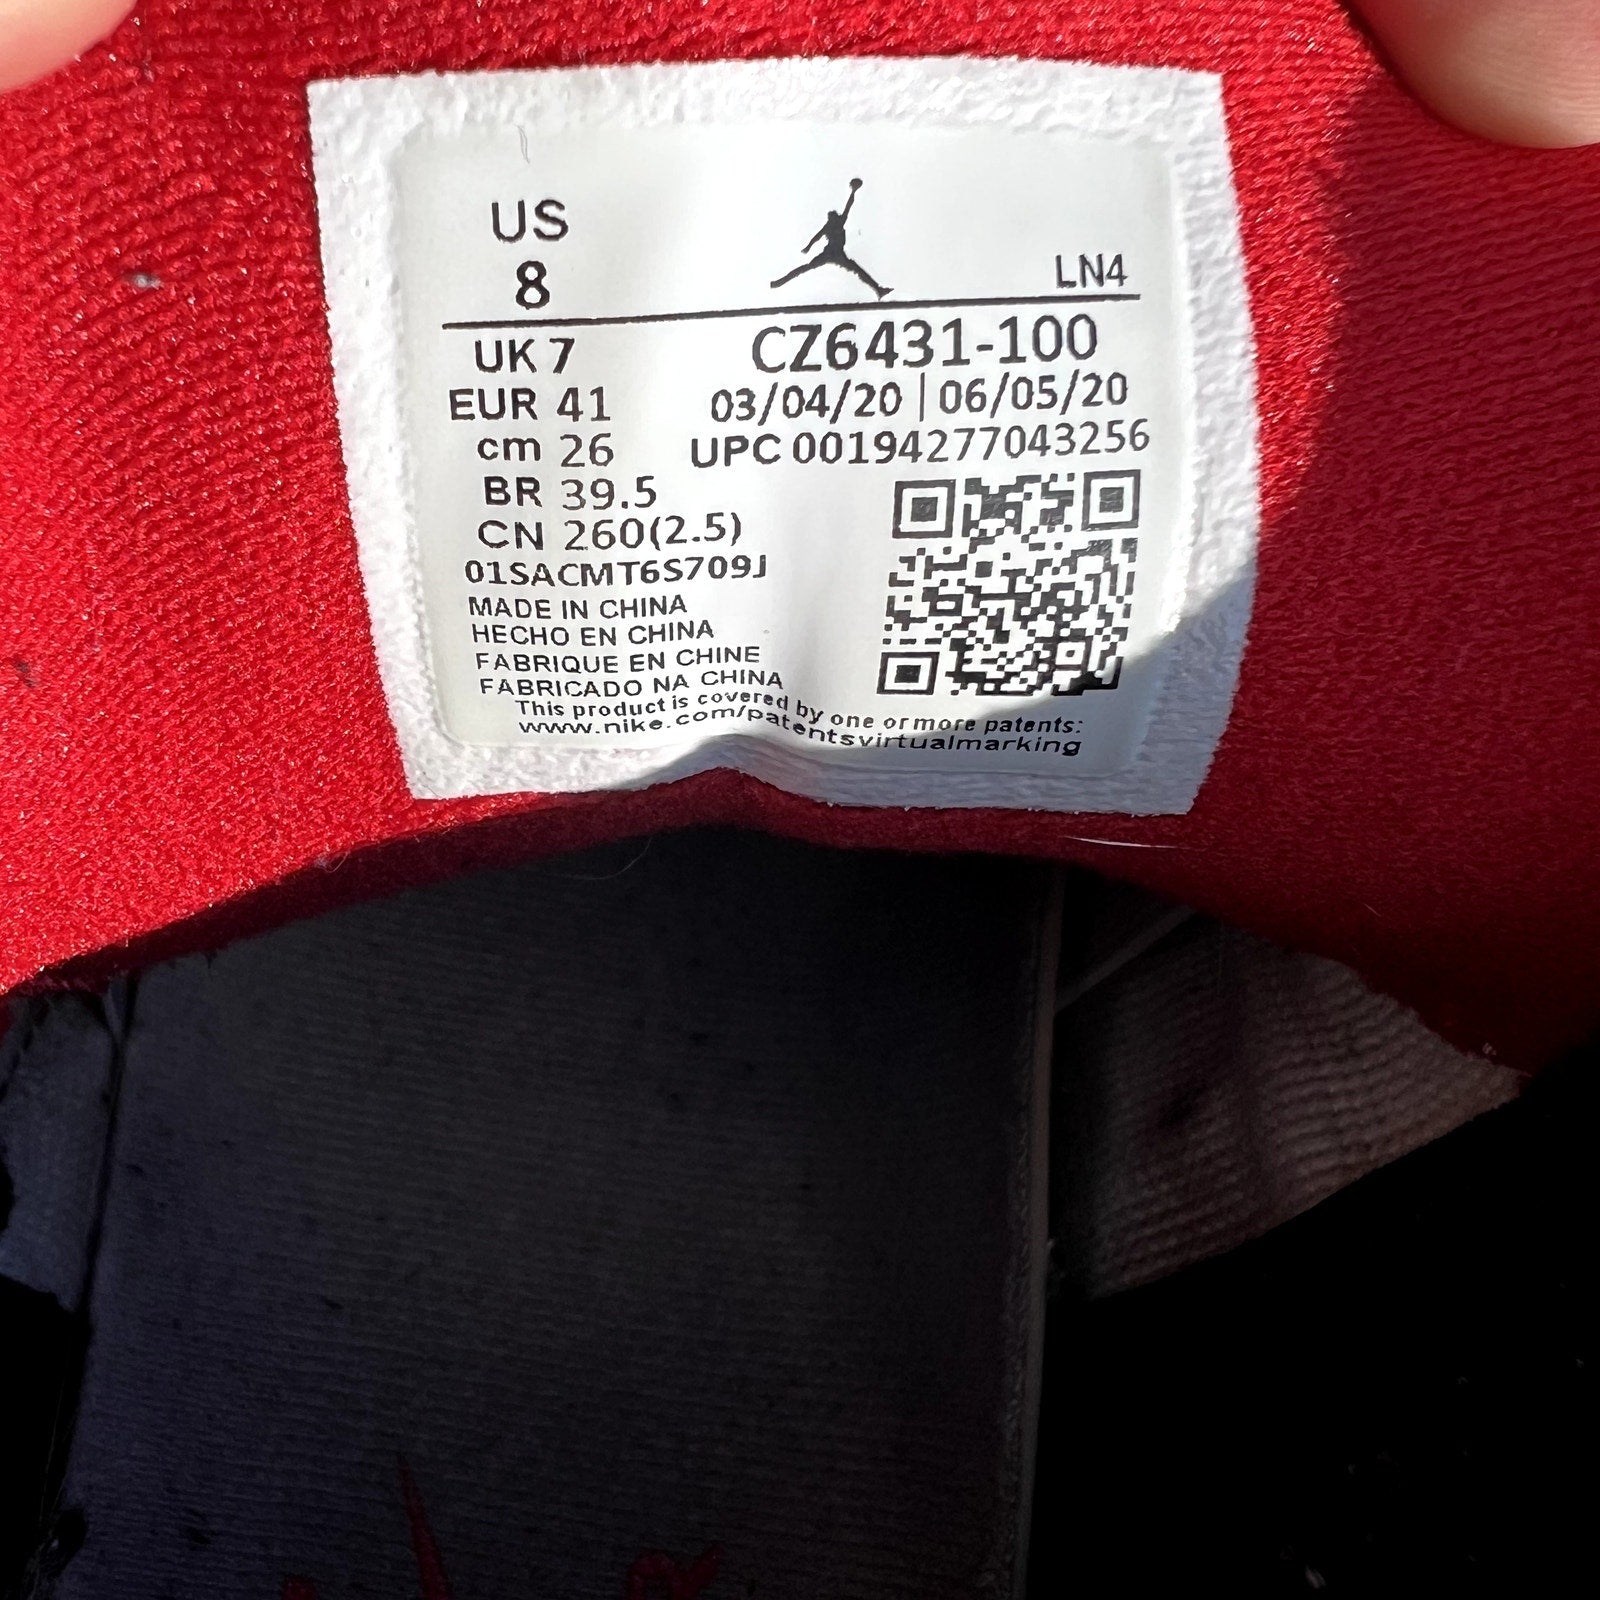 US
8
LN4
UK 7
CZ6431-100
EUR 41
03/04/20 | 06/05/20
cm 26
UPC 00194277043256
BR 39.5
CN 260(2.5)
01SACMT6S709J
MADE IN CHINA
HECHO EN CHINA
FABRIQUE EN CHINE
FABRICADO NA CHINA
This product is covered by one or more patents:
www.nike.com/patentsvirtualmarking